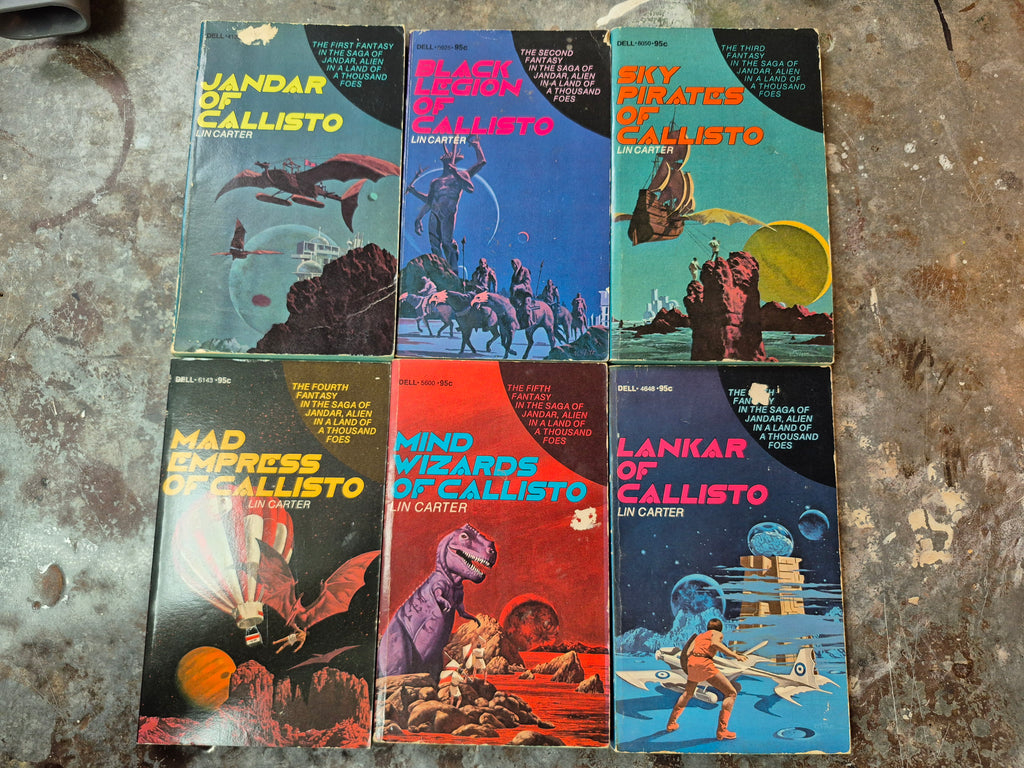 DELL
THE FIRST FANTASY
IN THE SAGA OF
JANDAR, ALIEN
IN A LAND OF
A THOUSAND
FOES
JANDAR
OF
CALLISTO
LIN CARTER
DELL • 95c
THE SECOND
FANTASY
IN THE SAGA OF
JANDAR, ALIEN
IN A LAND OF
A THOUSAND
FOES
BLACK
LEGION
OF
CALLISTO
LIN CARTER
DELL • 8050 • 95c
THE THIRD
FANTASY
IN THE SAGA OF
JANDAR, ALIEN
IN A LAND OF
A THOUSAND
FOES
SKY
PIRATES
OF
CALLISTO
LIN CARTER
DELL • 6143 • 95c
THE FOURTH
FANTASY
IN THE SAGA OF
JANDAR, ALIEN
IN A LAND OF
A THOUSAND
FOES
MAD
EMPRESS
OF CALLISTO
LIN CARTER
DELL • 5600 • 95c
THE FIFTH
FANTASY
IN THE SAGA OF
JANDAR, ALIEN
IN A LAND OF
A THOUSAND
FOES
MIND
WIZARDS
OF CALLISTO
LIN CARTER
DELL • 4648 • 95c
THE
IN THE SAGA OF
JANDAR, ALIEN
IN A LAND OF
A THOUSAND
FOES
LANKAR
OF
CALLISTO
LIN CARTER